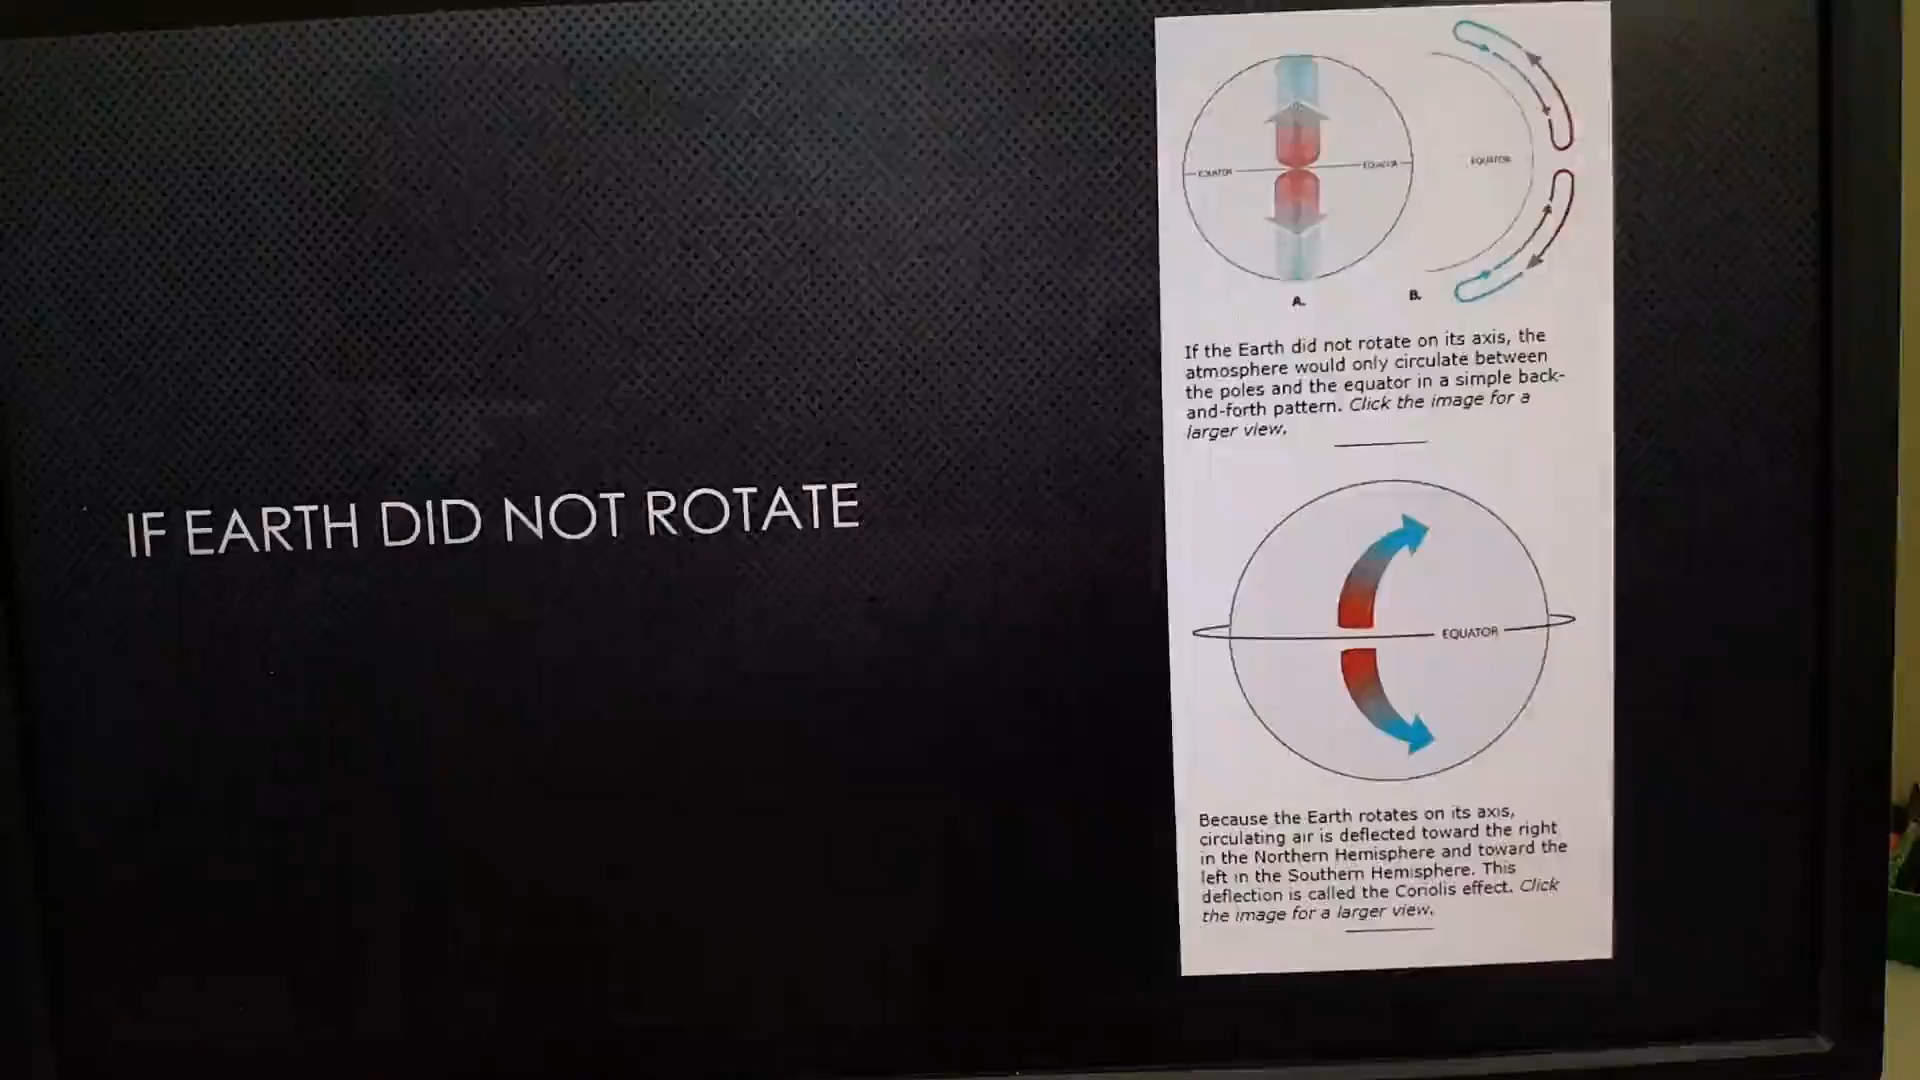 IF EARTH DID NOT ROTATE
EQUATOR
EQUATOR
EQUATOR
A.
B.
If the Earth did not rotate on its axis, the
atmosphere would only circulate between
the poles and the equator in a simple back-
and-forth pattern. Click the image for a
larger view.
EQUATOR
Because the Earth rotates on its axis,
circulating air is deflected toward the right
in the Northern Hemisphere and toward the
left in the Southern Hemisphere. This
deflection is called the Coriolis effect. Click
the image for a larger view.